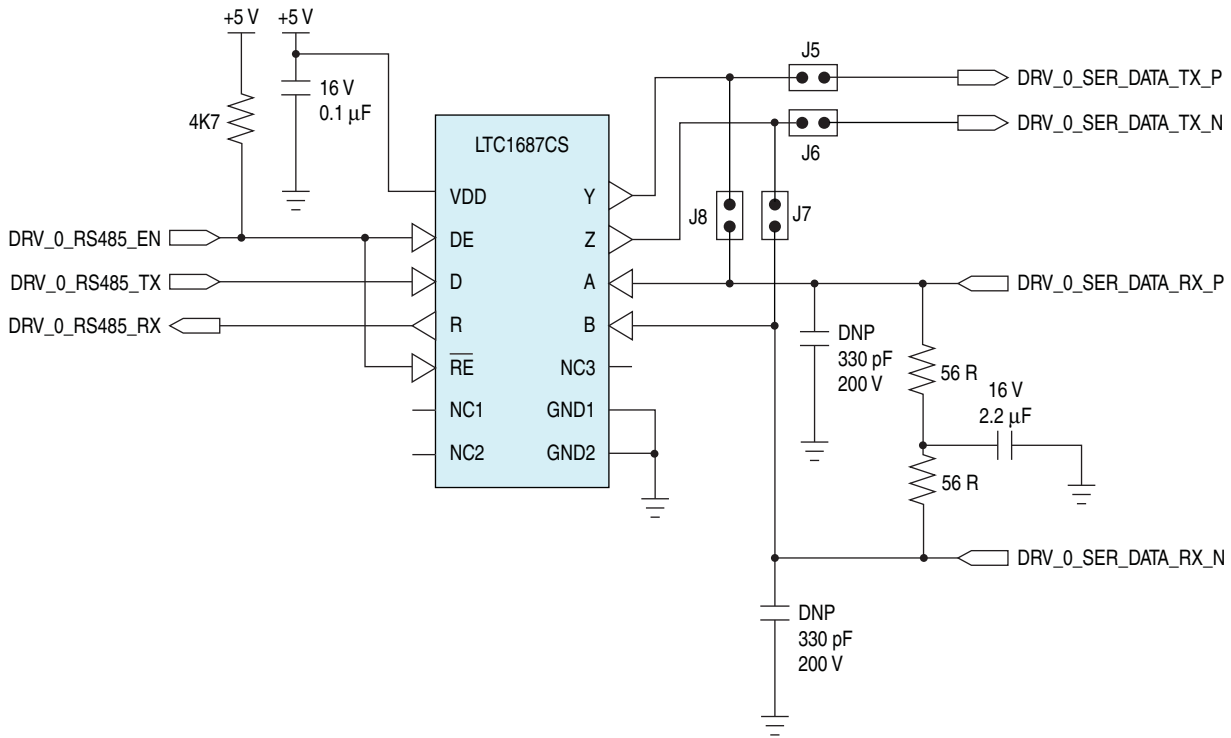 +5 V
+5 V
4K7
16 V
0.1 µF
J5
DRV_0_SER_DATA_TX_P
DRV_0_SER_DATA_TX_N
J6
LTC1687CS
VDD
Y
J8
J7
DRV_0_RS485_EN
DE
Z
DRV_0_RS485_TX
D
A
DRV_0_SER_DATA_RX_P
DRV_0_RS485_RX
R
B
DNP
330 pF
200 V
RE
NC3
56 R
16 V
2.2 µF
NC1
GND1
NC2
GND2
56 R
DRV_0_SER_DATA_RX_N
DNP
330 pF
200 V